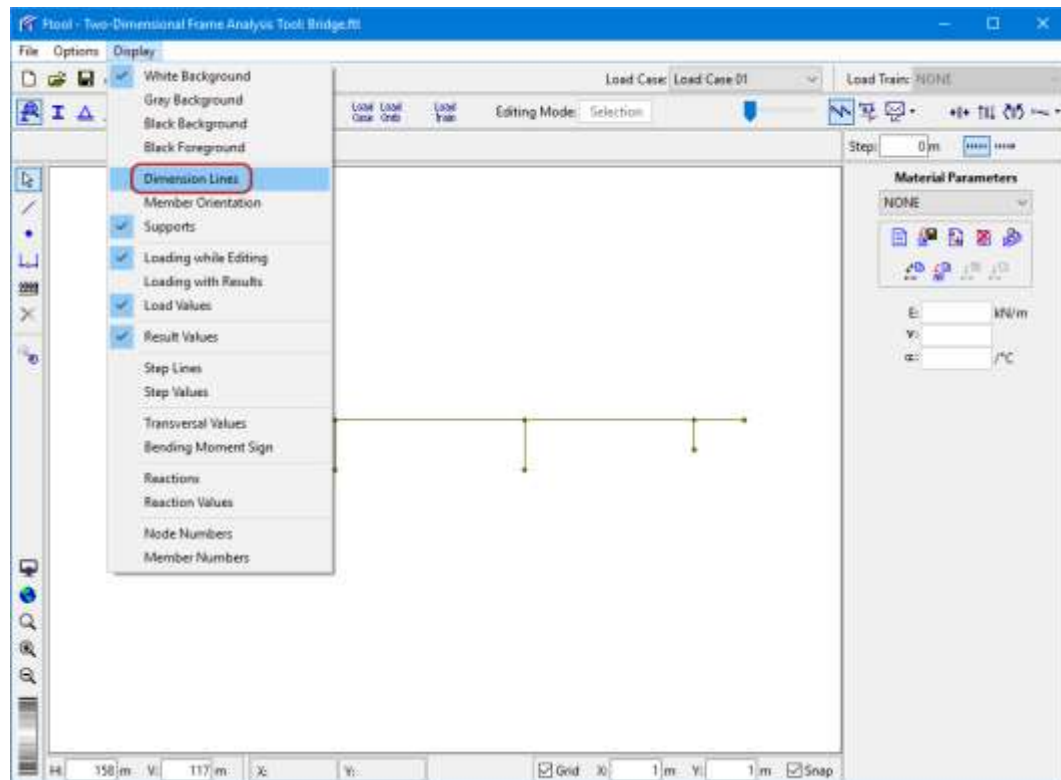 Ftool - Two-Dimensional Frame Analysis Tool: Bridge.ftl
File Options Display
Load Case: Load Case 01 Load Train: NONE
Load Case Load Cmb Load Train Editing Mode: Selection
Step: 0 m
White Background
Gray Background
Black Background
Black Foreground
Dimension Lines
Member Orientation
Supports
Loading while Editing
Loading with Results
Load Values
Result Values
Step Lines
Step Values
Transversal Values
Bending Moment Sign
Reactions
Reaction Values
Node Numbers
Member Numbers
Material Parameters
NONE
E: kN/m
ν:
α: /°C
H: 158 m V: 117 m X: Y: Grid X: 1 m Y: 1 m Snap